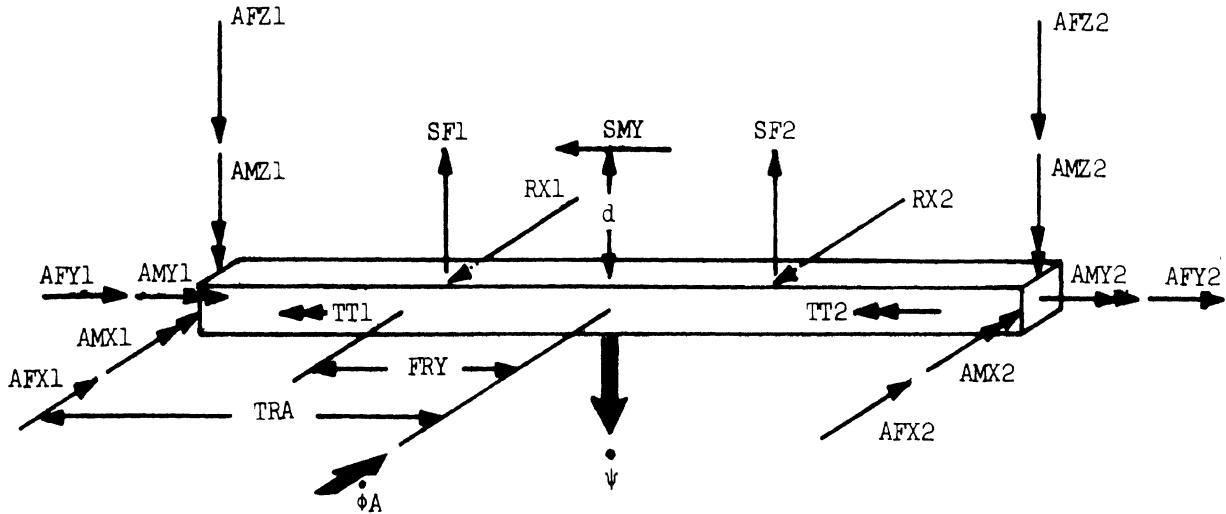 AFZ1
AFZ2
SF1
SMY
SF2
AMZ1
AMZ2
RX1
RX2
d
AFY1
AMY1
AMY2
AFY2
TT1
TT2
AMX1
FRY
AMX2
AFX1
TRA
AFX2
ψ̇
φ̇A